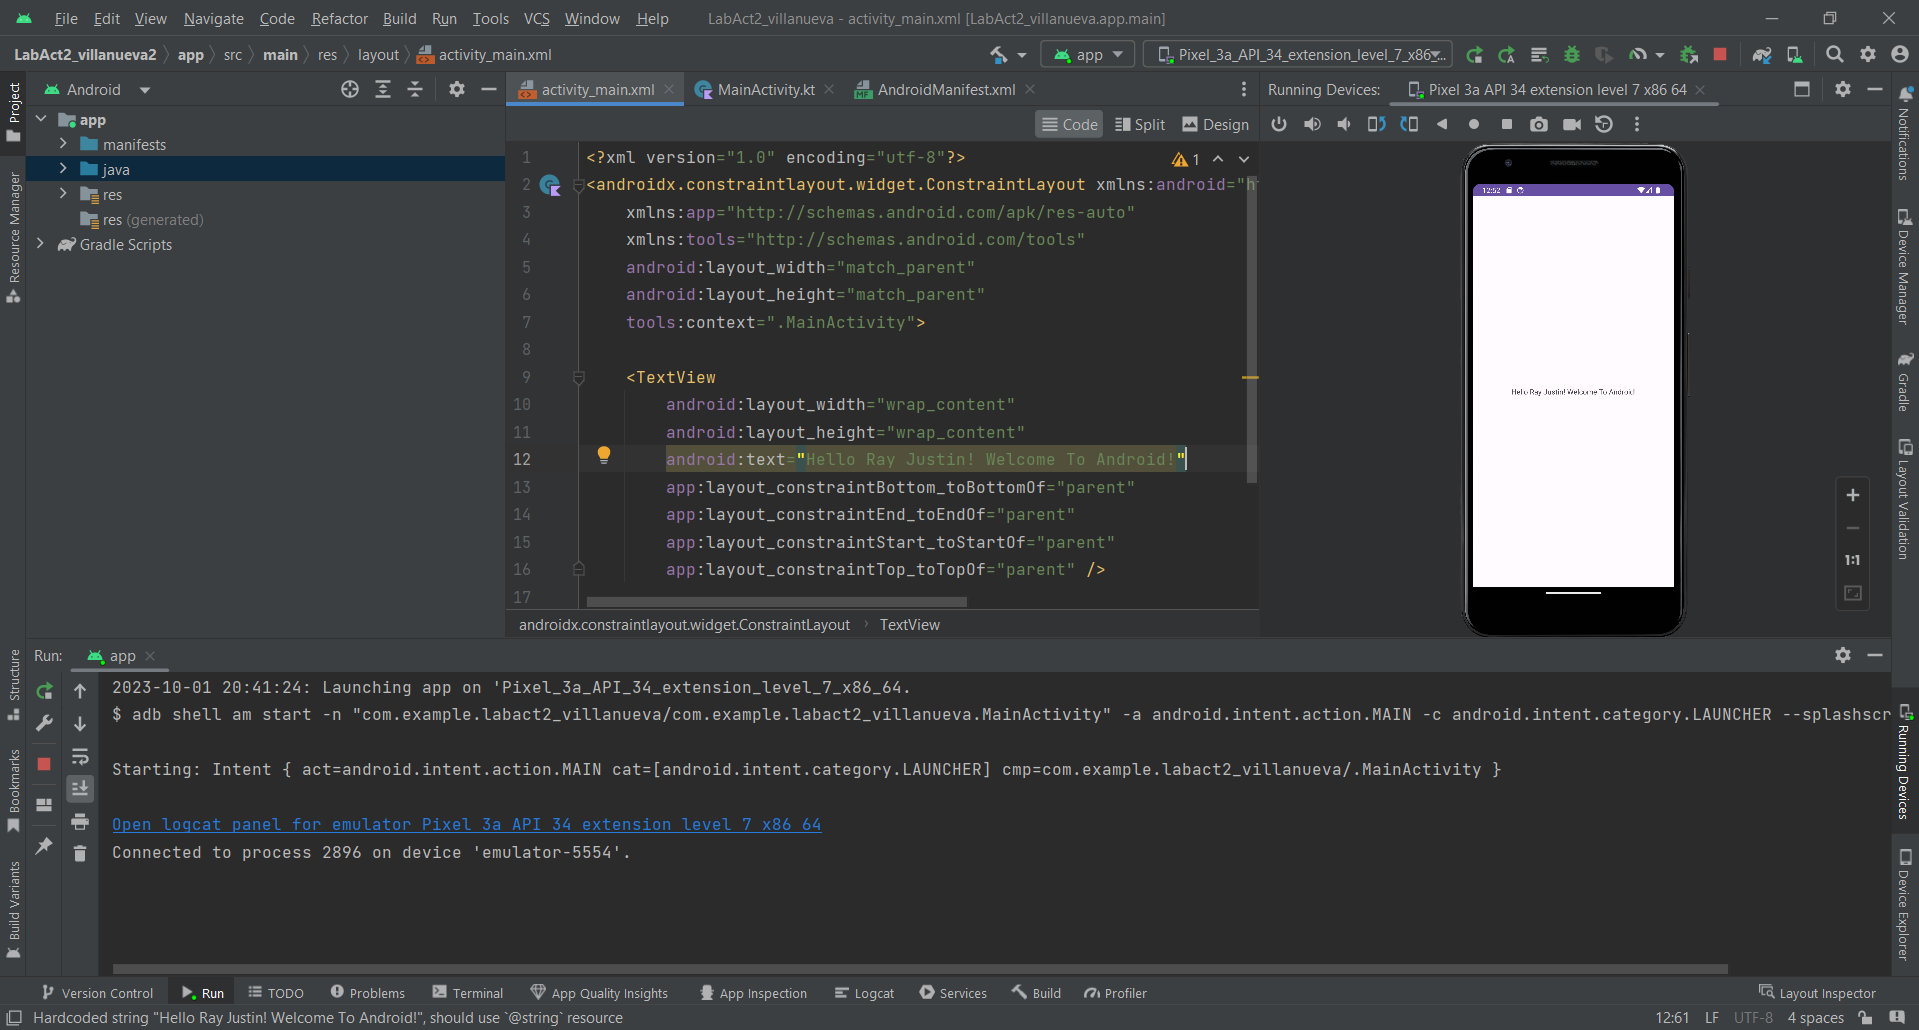 File Edit View Navigate Code Refactor Build Run Tools VCS Window Help LabAct2_villanueva - activity_main.xml [LabAct2_villanueva.app.main]
LabAct2_villanueva2 app src main res layout activity_main.xml app Pixel_3a_API_34_extension_level_7_x86...
Project
Resource Manager
Structure
Bookmarks
Build Variants
Android
app
manifests
java
res
res (generated)
Gradle Scripts
activity_main.xml MainActivity.kt AndroidManifest.xml
Code Split Design
1 <?xml version="1.0" encoding="utf-8"?>
1
2 <androidx.constraintlayout.widget.ConstraintLayout xmlns:android="h
3 xmlns:app="http://schemas.android.com/apk/res-auto"
4 xmlns:tools="http://schemas.android.com/tools"
5 android:layout_width="match_parent"
6 android:layout_height="match_parent"
7 tools:context=".MainActivity">
8
9 <TextView
10 android:layout_width="wrap_content"
11 android:layout_height="wrap_content"
12 android:text="Hello Ray Justin! Welcome To Android!"
13 app:layout_constraintBottom_toBottomOf="parent"
14 app:layout_constraintEnd_toEndOf="parent"
15 app:layout_constraintStart_toStartOf="parent"
16 app:layout_constraintTop_toTopOf="parent" />
17
androidx.constraintlayout.widget.ConstraintLayout TextView
Running Devices: Pixel 3a API 34 extension level 7 x86 64
12:52
Hello Ray Justin! Welcome To Android!
1:1
Notifications
Device Manager
Gradle
Layout Validation
Running Devices
Device Explorer
Run: app
2023-10-01 20:41:24: Launching app on 'Pixel_3a_API_34_extension_level_7_x86_64.
$ adb shell am start -n "com.example.labact2_villanueva/com.example.labact2_villanueva.MainActivity" -a android.intent.action.MAIN -c android.intent.category.LAUNCHER --splashscr
Starting: Intent { act=android.intent.action.MAIN cat=[android.intent.category.LAUNCHER] cmp=com.example.labact2_villanueva/.MainActivity }
Open logcat panel for emulator Pixel 3a API 34 extension level 7 x86 64
Connected to process 2896 on device 'emulator-5554'.
Version Control Run TODO Problems Terminal App Quality Insights App Inspection Logcat Services Build Profiler Layout Inspector
Hardcoded string "Hello Ray Justin! Welcome To Android!", should use `@string` resource 12:61 LF UTF-8 4 spaces